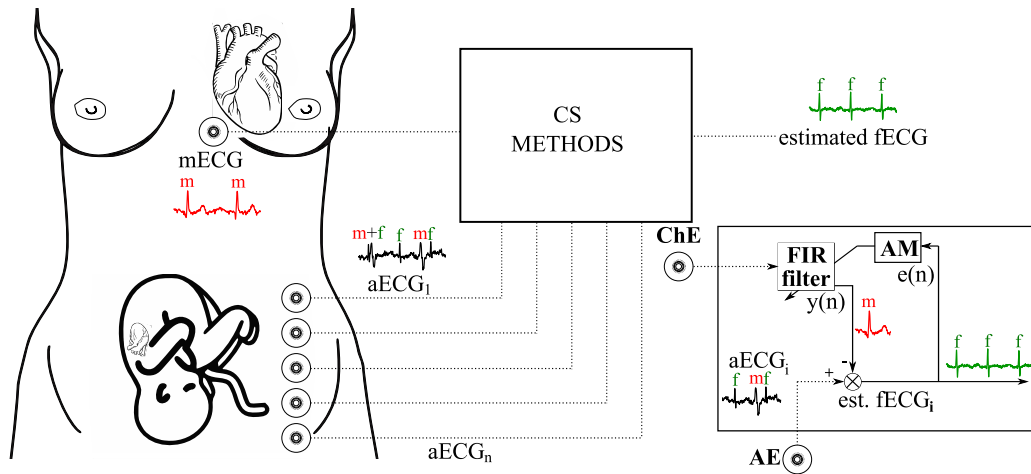 CS
METHODS
f f f
estimated fECG
mECG
m m
m+f f mf
aECG1
aECGn
ChE
FIR
filter
AM
e(n)
y(n)
m
f f f
aECGi
f mf
+
-
est. fECGi
AE